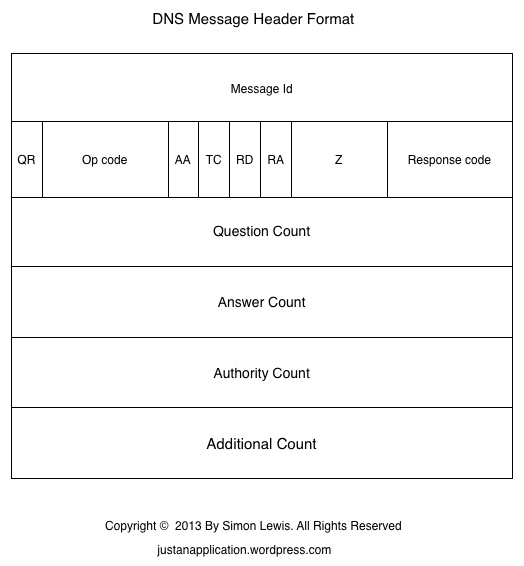 DNS Message Header Format
Message Id
QR Op code AA TC RD RA Z Response code
Question Count
Answer Count
Authority Count
Additional Count
Copyright © 2013 By Simon Lewis. All Rights Reserved
justanapplication.wordpress.com